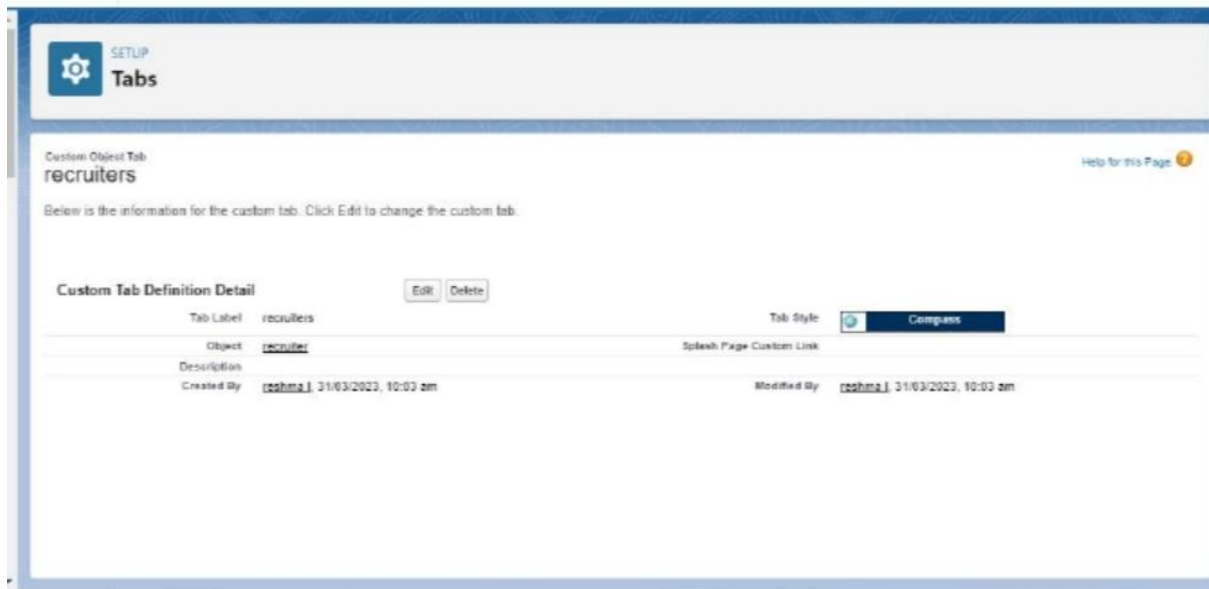 SETUP
Tabs
Custom Object Tab
recruiters
Help for this Page
Below is the information for the custom tab. Click Edit to change the custom tab.
Custom Tab Definition Detail Edit Delete
Tab Label recruiters Tab Style Compass
Object recruiter Splash Page Custom Link
Description
Created By reshma j, 31/03/2023, 10:03 am Modified By reshma j, 31/03/2023, 10:03 am